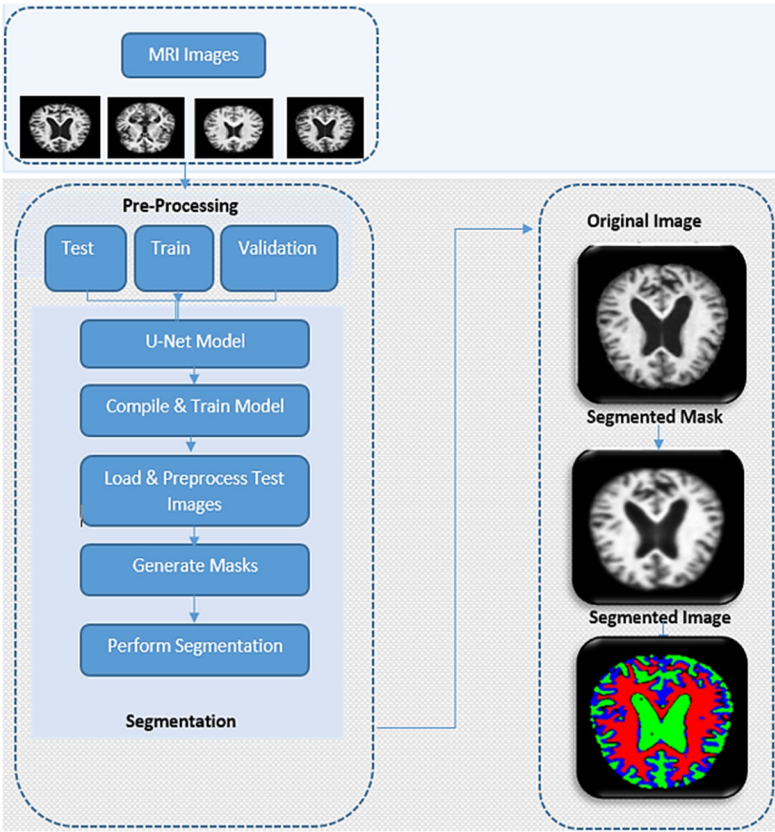 MRI Images
Pre-Processing
Test
Train
Validation
U-Net Model
Compile & Train Model
Load & Preprocess Test
Images
Generate Masks
Perform Segmentation
Segmentation
Original Image
Segmented Mask
Segmented Image